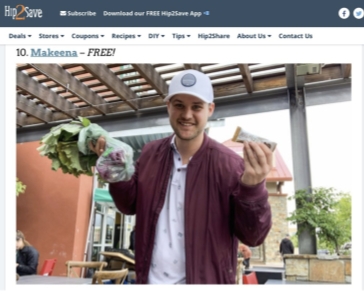 Hip2Save
Subscribe Download our FREE Hip2Save App
Deals Stores Coupons Recipes DIY Tips Hip2Share About Us Contact Us
10. Makeena – FREE!